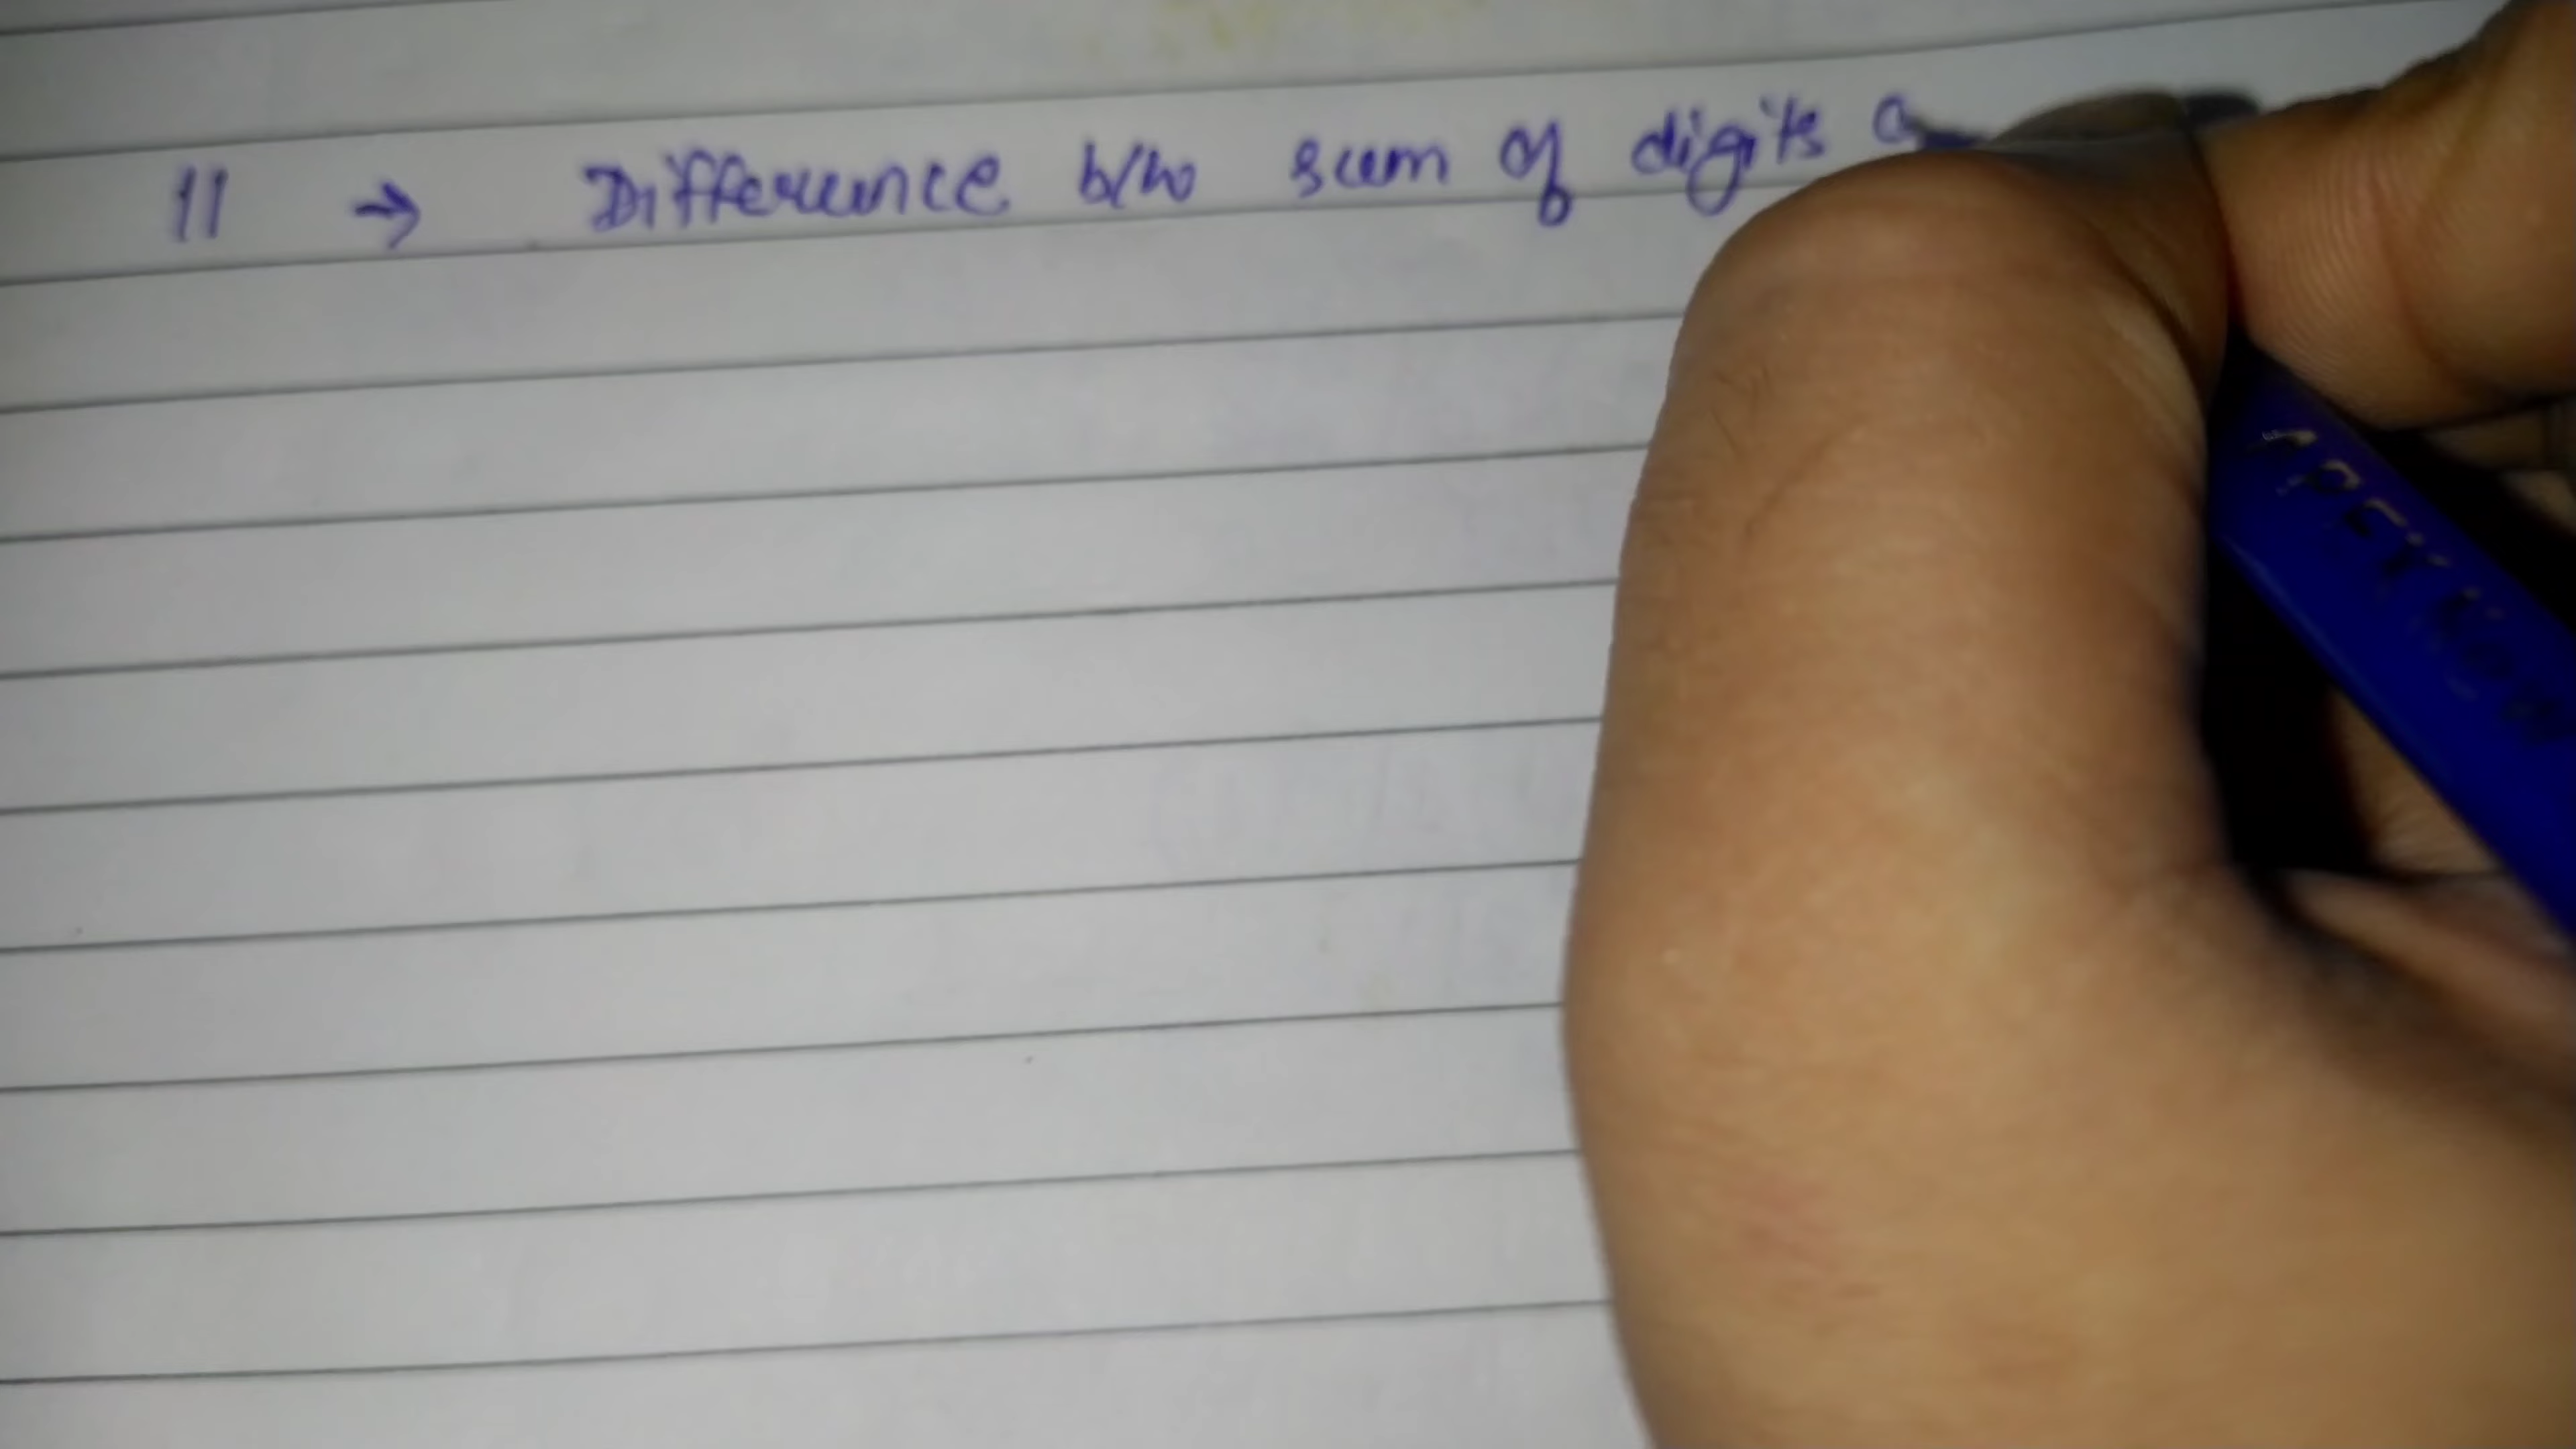 11 → Difference b/w sum of digits